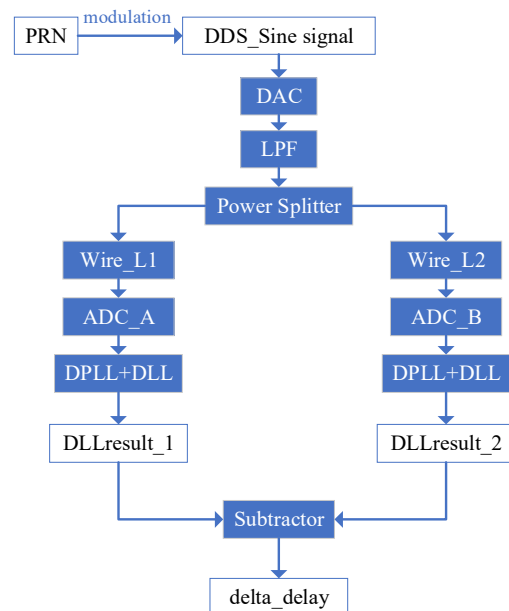 modulation
PRN
DDS_Sine signal
DAC
LPF
Power Splitter
Wire_L1
Wire_L2
ADC_A
ADC_B
DPLL+DLL
DPLL+DLL
DLLresult_1
DLLresult_2
Subtractor
delta_delay